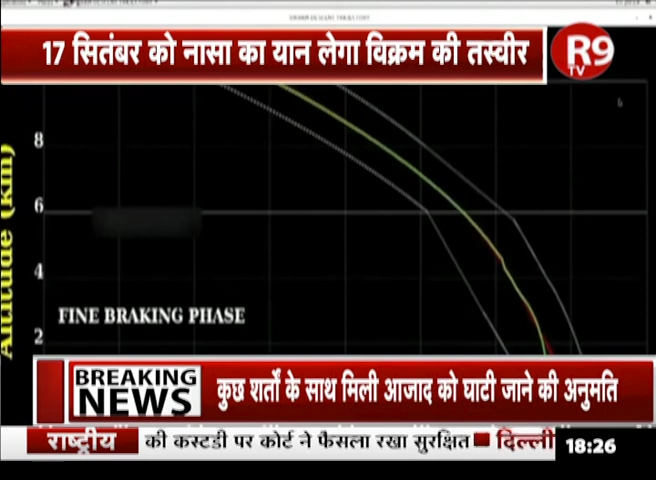 17 सितंबर को नासा का यान लेगा विक्रम की तस्वीर
R9
TV
Altitude (km)
8
6
4
2
FINE BRAKING PHASE
BREAKING
NEWS
कुछ शर्तों के साथ मिली आजाद को घाटी जाने की अनुमति
राष्ट्रीय
की कस्टडी पर कोर्ट ने फैसला रखा सुरक्षित
दिल्ली
18:26